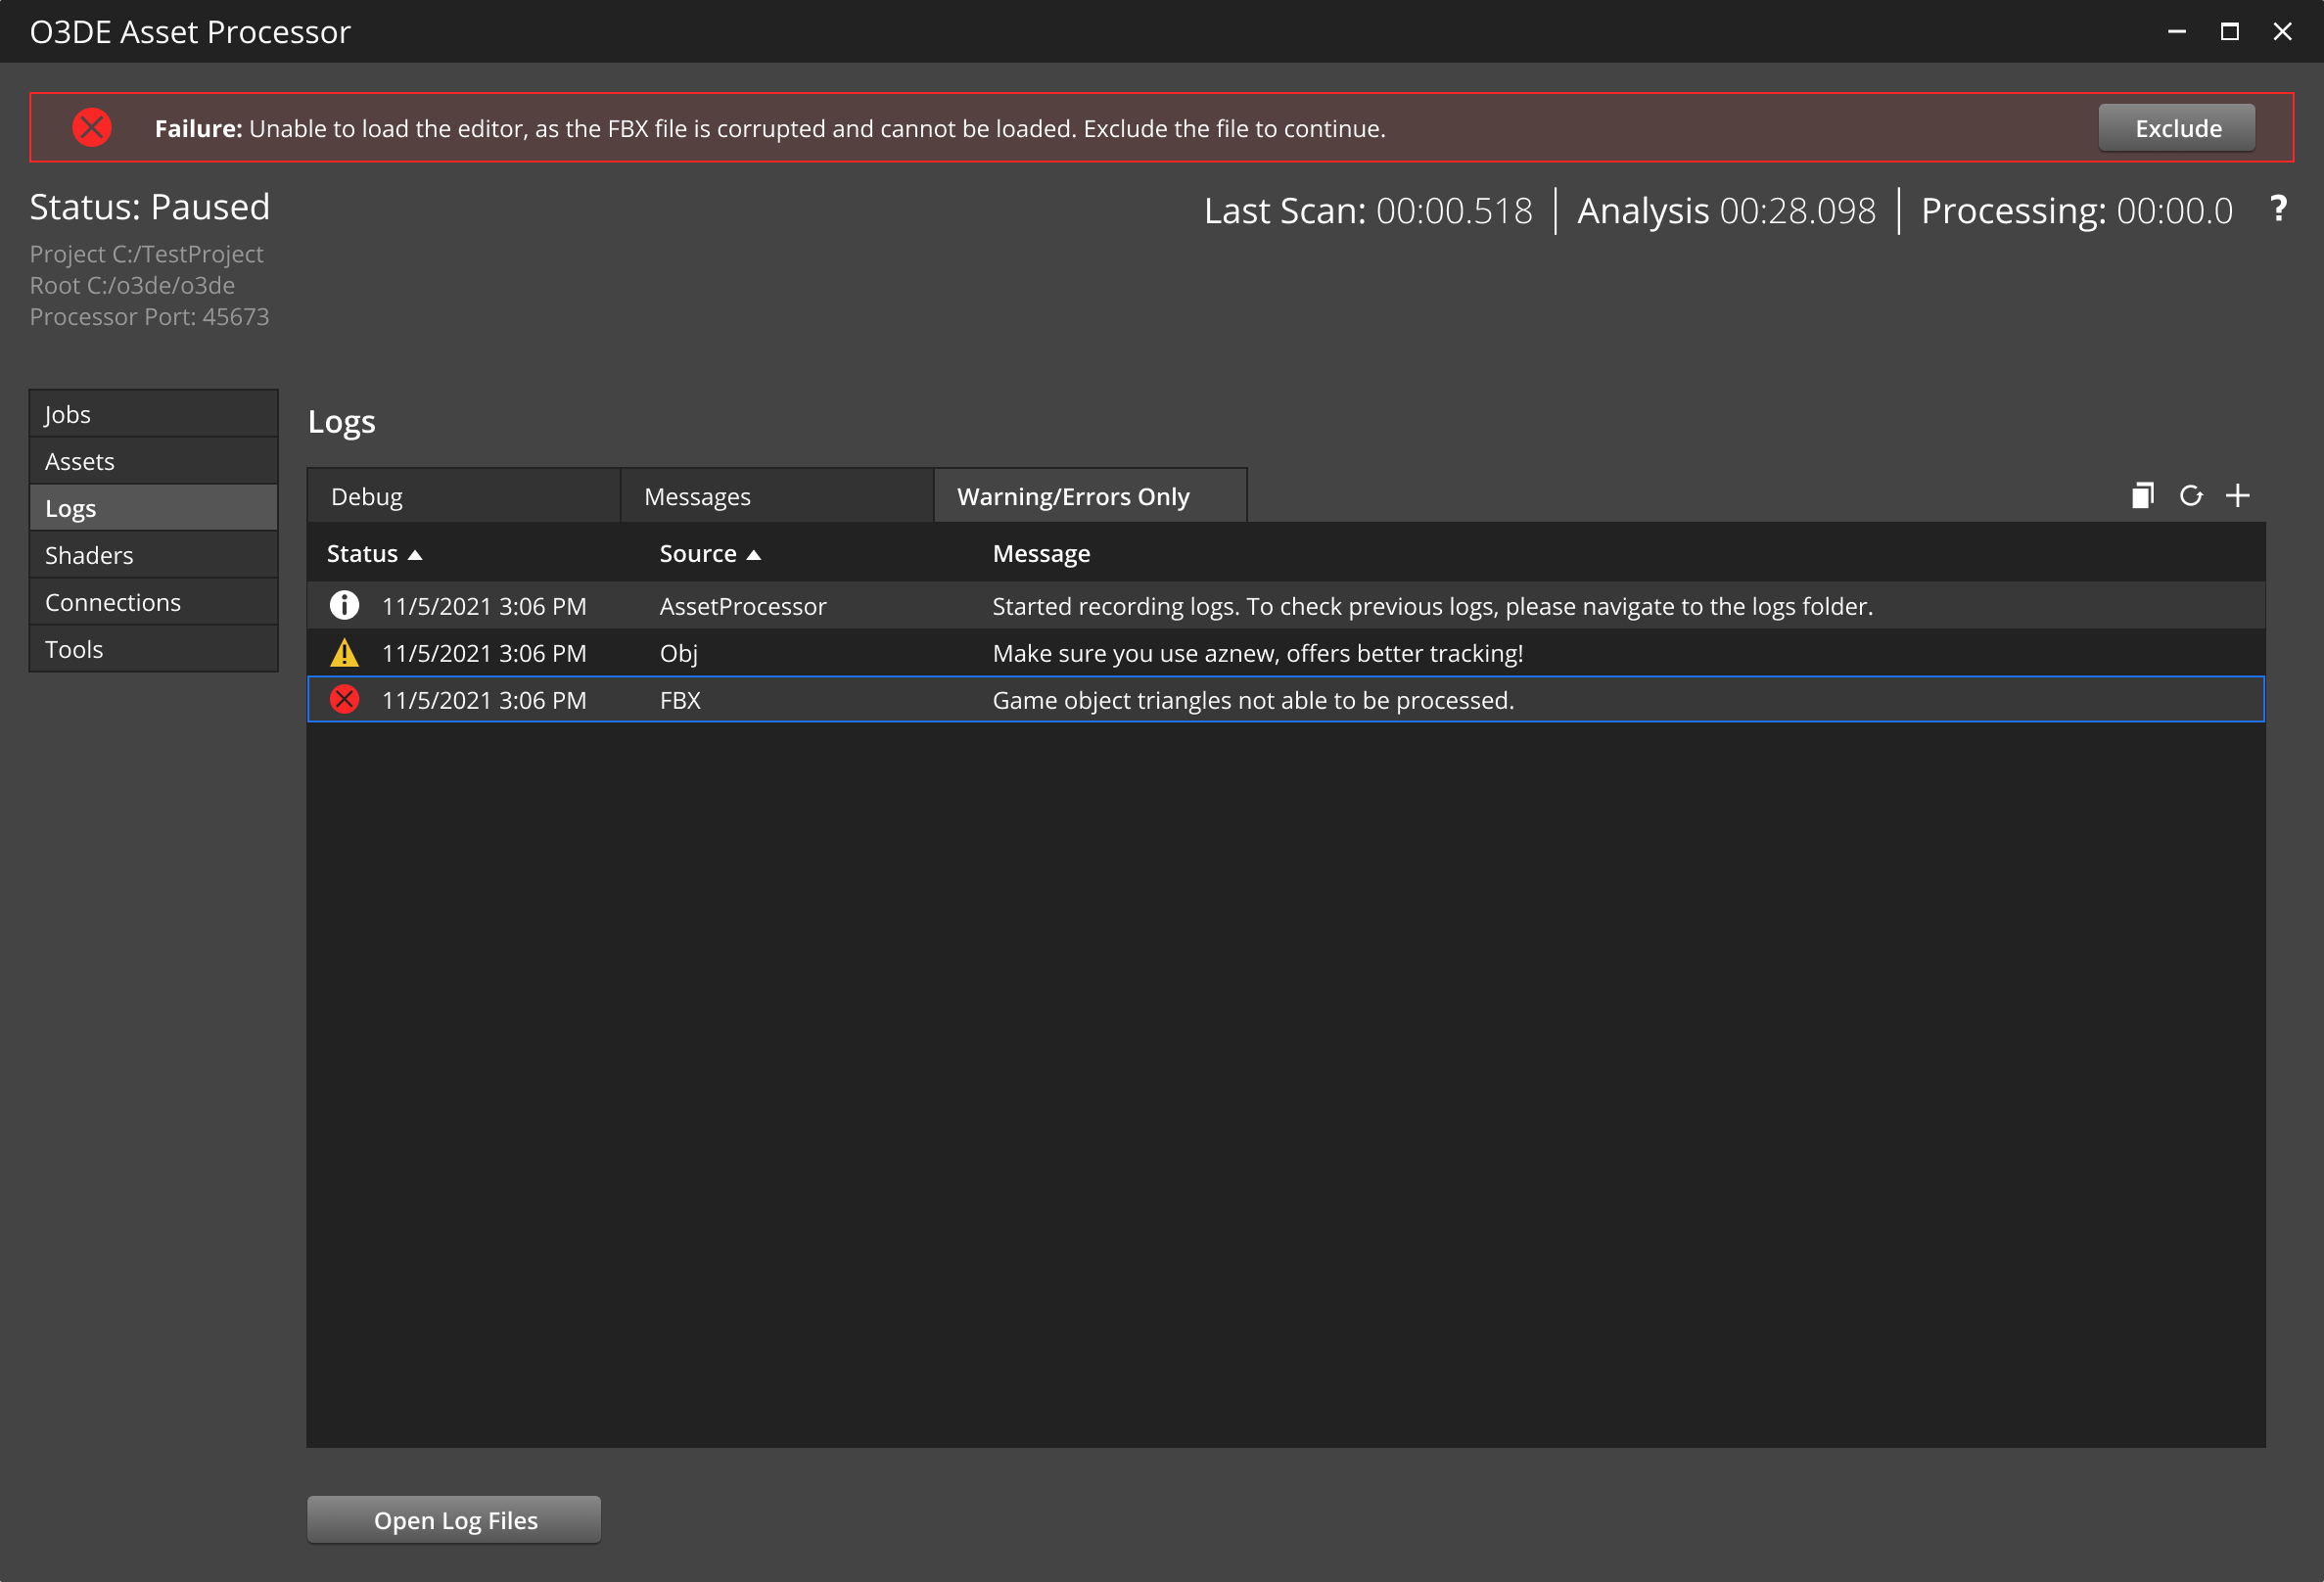 O3DE Asset Processor
Failure: Unable to load the editor, as the FBX file is corrupted and cannot be loaded. Exclude the file to continue.
Exclude
Status: Paused
Last Scan: 00:00.518
Analysis 00:28.098
Processing: 00:00.0
?
Project C:/TestProject
Root C:/o3de/o3de
Processor Port: 45673
Jobs
Assets
Logs
Shaders
Connections
Tools
Logs
Debug
Messages
Warning/Errors Only
Status Source Message
11/5/2021 3:06 PM AssetProcessor Started recording logs. To check previous logs, please navigate to the logs folder.
11/5/2021 3:06 PM Obj Make sure you use aznew, offers better tracking!
11/5/2021 3:06 PM FBX Game object triangles not able to be processed.
Open Log Files